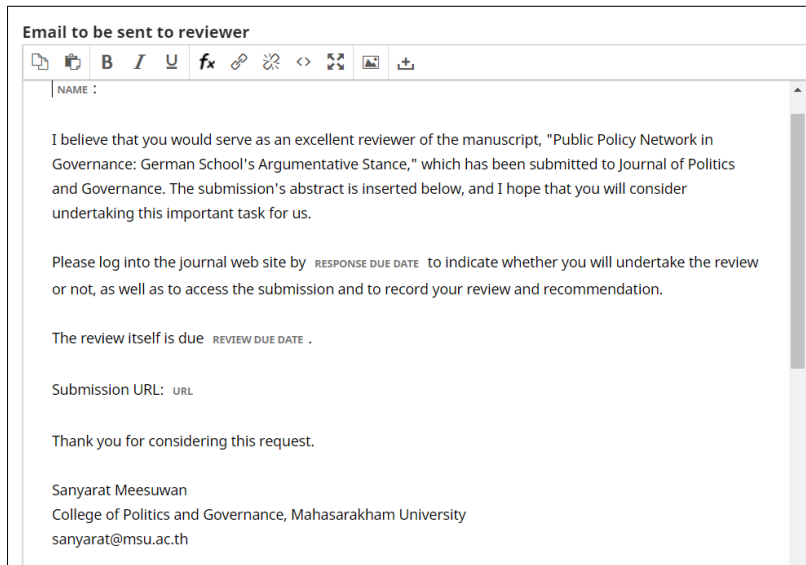 Email to be sent to reviewer
B I U fx
NAME :
I believe that you would serve as an excellent reviewer of the manuscript, "Public Policy Network in
Governance: German School's Argumentative Stance," which has been submitted to Journal of Politics
and Governance. The submission's abstract is inserted below, and I hope that you will consider
undertaking this important task for us.
Please log into the journal web site by RESPONSE DUE DATE to indicate whether you will undertake the review
or not, as well as to access the submission and to record your review and recommendation.
The review itself is due REVIEW DUE DATE .
Submission URL: URL
Thank you for considering this request.
Sanyarat Meesuwan
College of Politics and Governance, Mahasarakham University
sanyarat@msu.ac.th